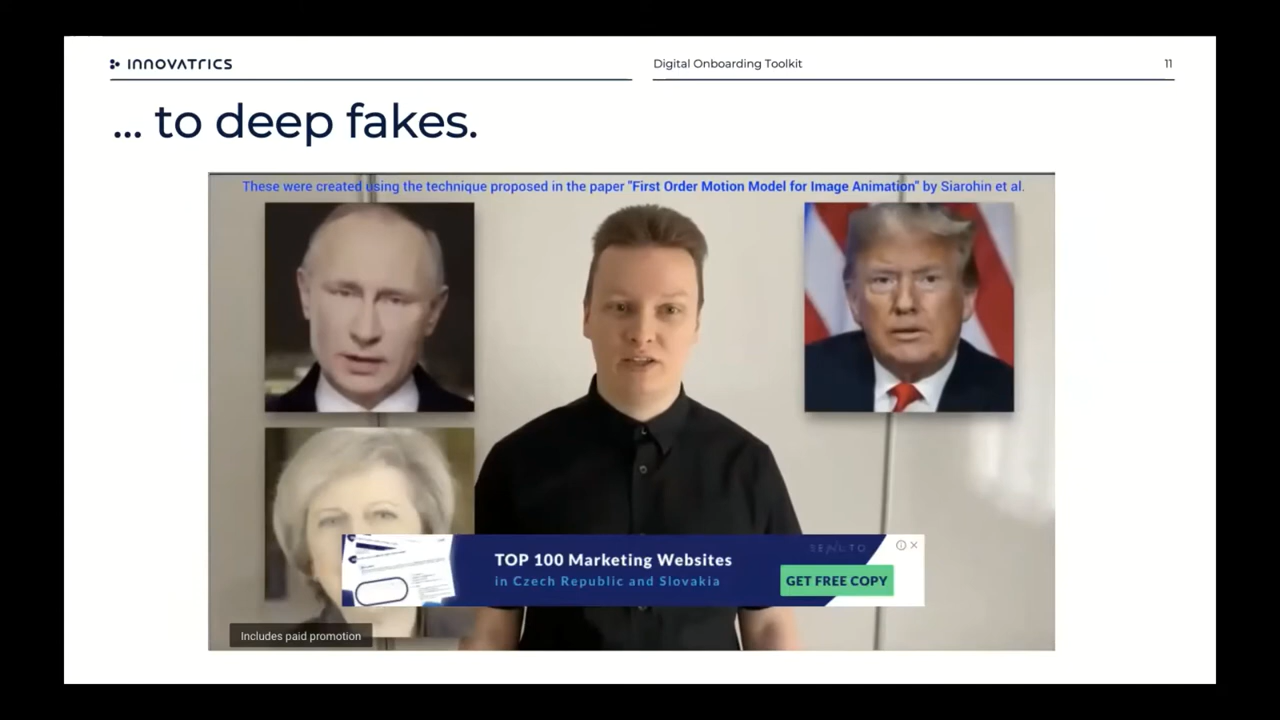 INNOVATRICS
Digital Onboarding Toolkit
11
... to deep fakes.
These were created using the technique proposed in the paper "First Order Motion Model for Image Animation" by Siarohin et al.
TOP 100 Marketing Websites
in Czech Republic and Slovakia
GET FREE COPY
Includes paid promotion